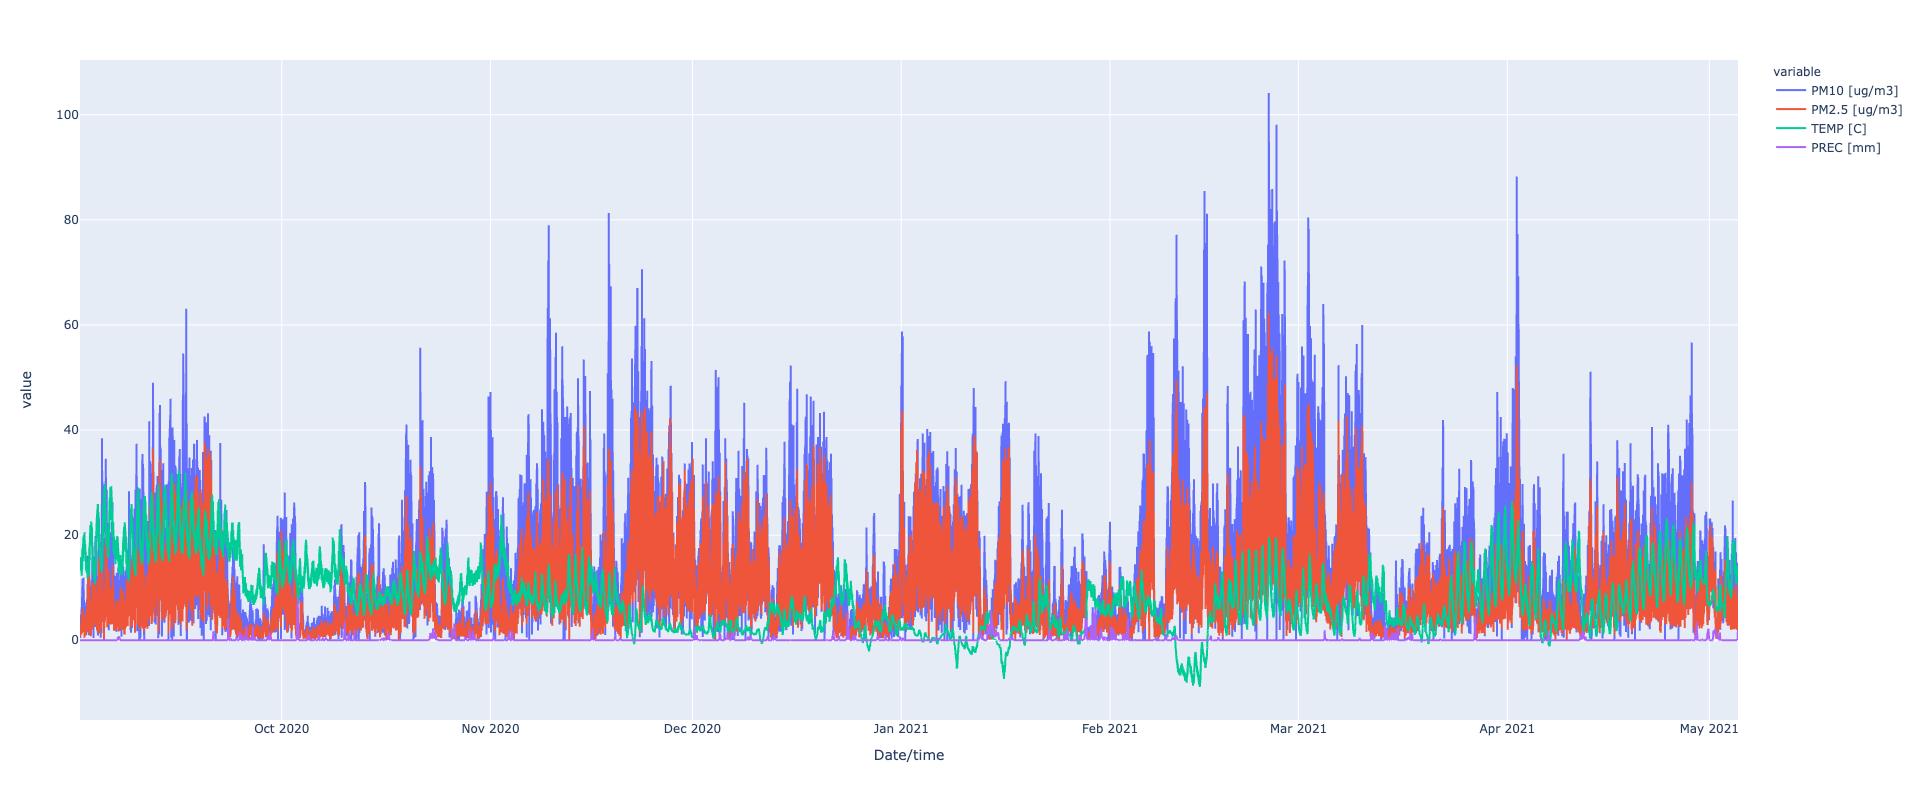 variable
PM10 [ug/m3]
PM2.5 [ug/m3]
TEMP [C]
PREC [mm]
100
80
60
40
20
0
value
Oct 2020
Nov 2020
Dec 2020
Jan 2021
Feb 2021
Mar 2021
Apr 2021
May 2021
Date/time